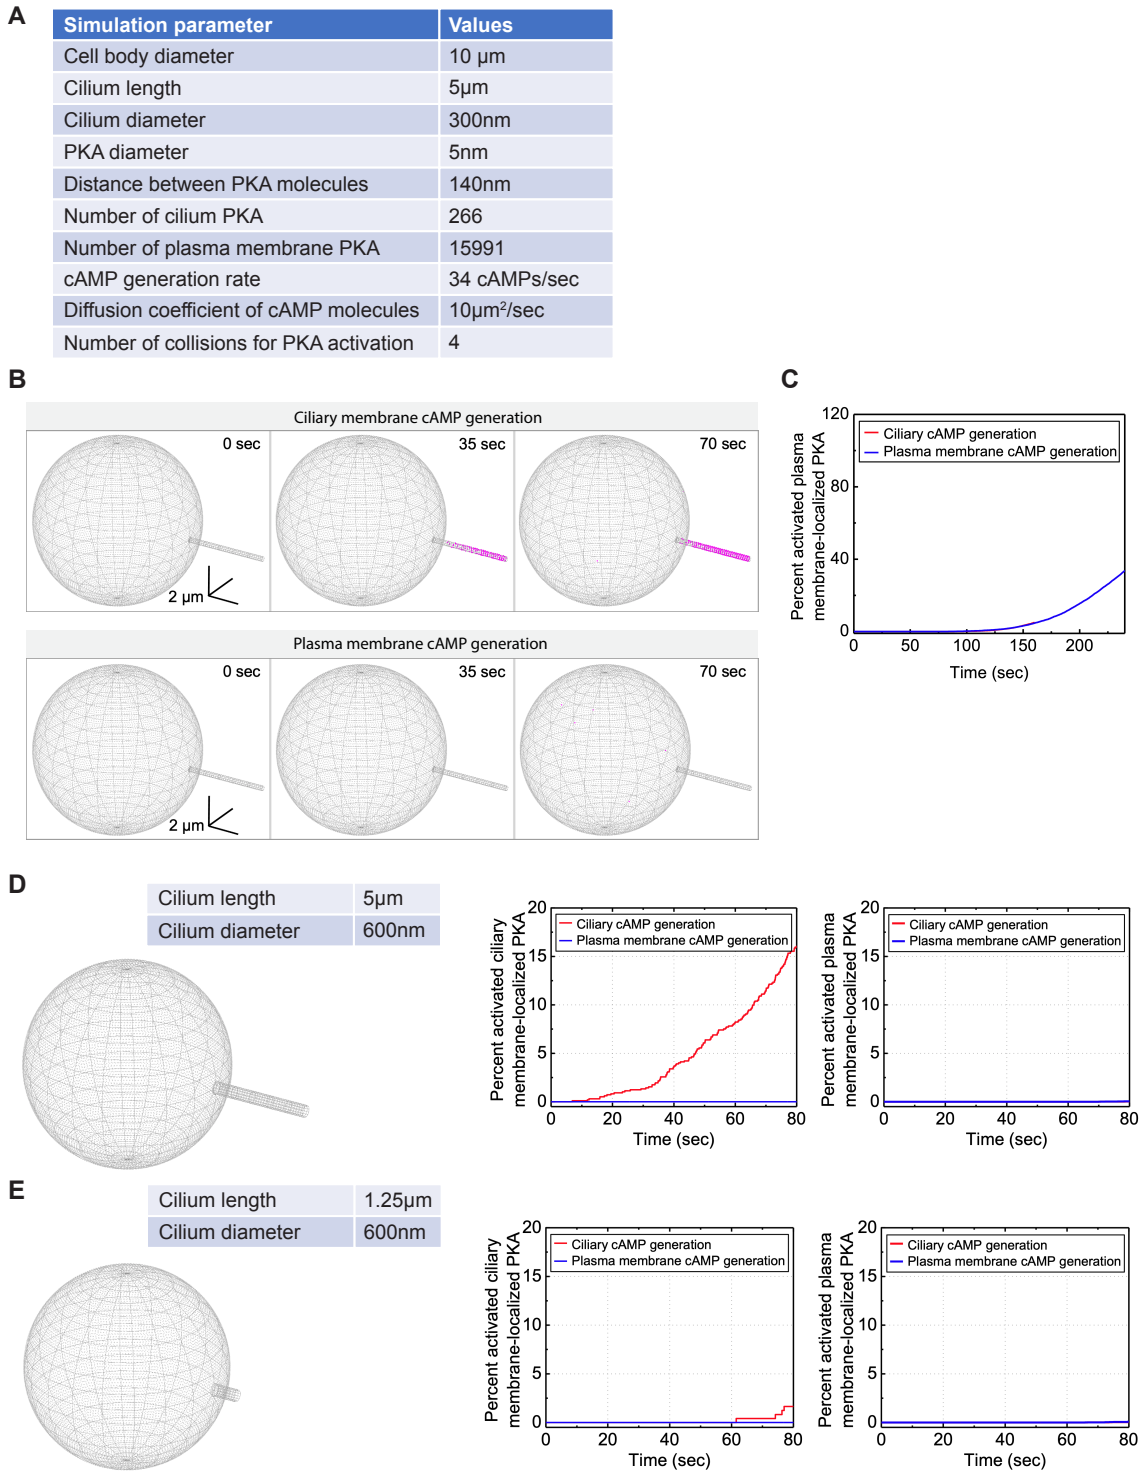 A
Simulation parameter Values
Cell body diameter 10 µm
Cilium length 5µm
Cilium diameter 300nm
PKA diameter 5nm
Distance between PKA molecules 140nm
Number of cilium PKA 266
Number of plasma membrane PKA 15991
cAMP generation rate 34 cAMPs/sec
Diffusion coefficient of cAMP molecules 10µm²/sec
Number of collisions for PKA activation 4
B
Ciliary membrane cAMP generation
0 sec 35 sec 70 sec
2 µm
Plasma membrane cAMP generation
0 sec 35 sec 70 sec
2 µm
C
Percent activated plasma
membrane-localized PKA
120
80
40
0
Ciliary cAMP generation
Plasma membrane cAMP generation
0 50 100 150 200
Time (sec)
D
Cilium length 5µm
Cilium diameter 600nm
Percent activated ciliary
membrane-localized PKA
20
15
10
5
0
Ciliary cAMP generation
Plasma membrane cAMP generation
0 20 40 60 80
Time (sec)
Percent activated plasma
membrane-localized PKA
20
15
10
5
0
Ciliary cAMP generation
Plasma membrane cAMP generation
0 20 40 60 80
Time (sec)
E
Cilium length 1.25µm
Cilium diameter 600nm
Percent activated ciliary
membrane-localized PKA
20
15
10
5
0
Ciliary cAMP generation
Plasma membrane cAMP generation
0 20 40 60 80
Time (sec)
Percent activated plasma
membrane-localized PKA
20
15
10
5
0
Ciliary cAMP generation
Plasma membrane cAMP generation
0 20 40 60 80
Time (sec)